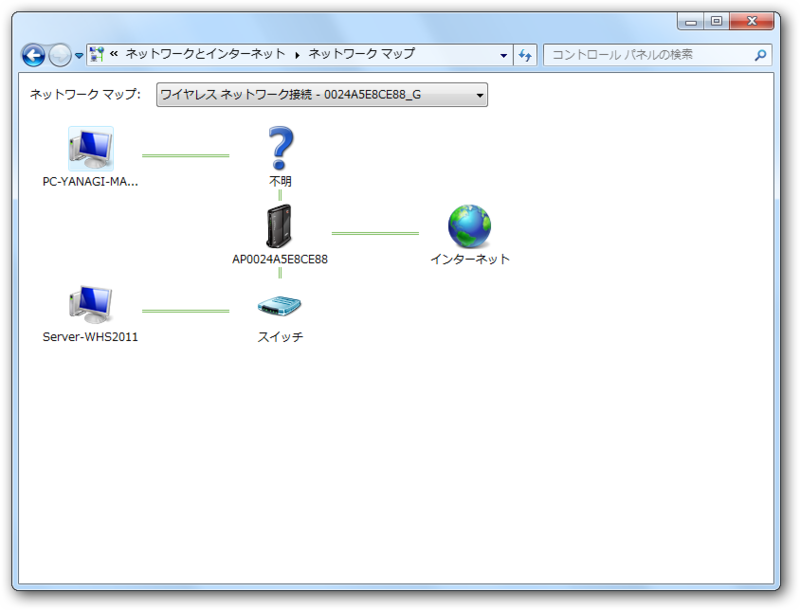 « ネットワークとインターネット ▸ ネットワーク マップ
コントロール パネルの検索
ネットワーク マップ: ワイヤレス ネットワーク接続 - 0024A5E8CE88_G
PC-YANAGI-MA...
不明
AP0024A5E8CE88
インターネット
Server-WHS2011
スイッチ